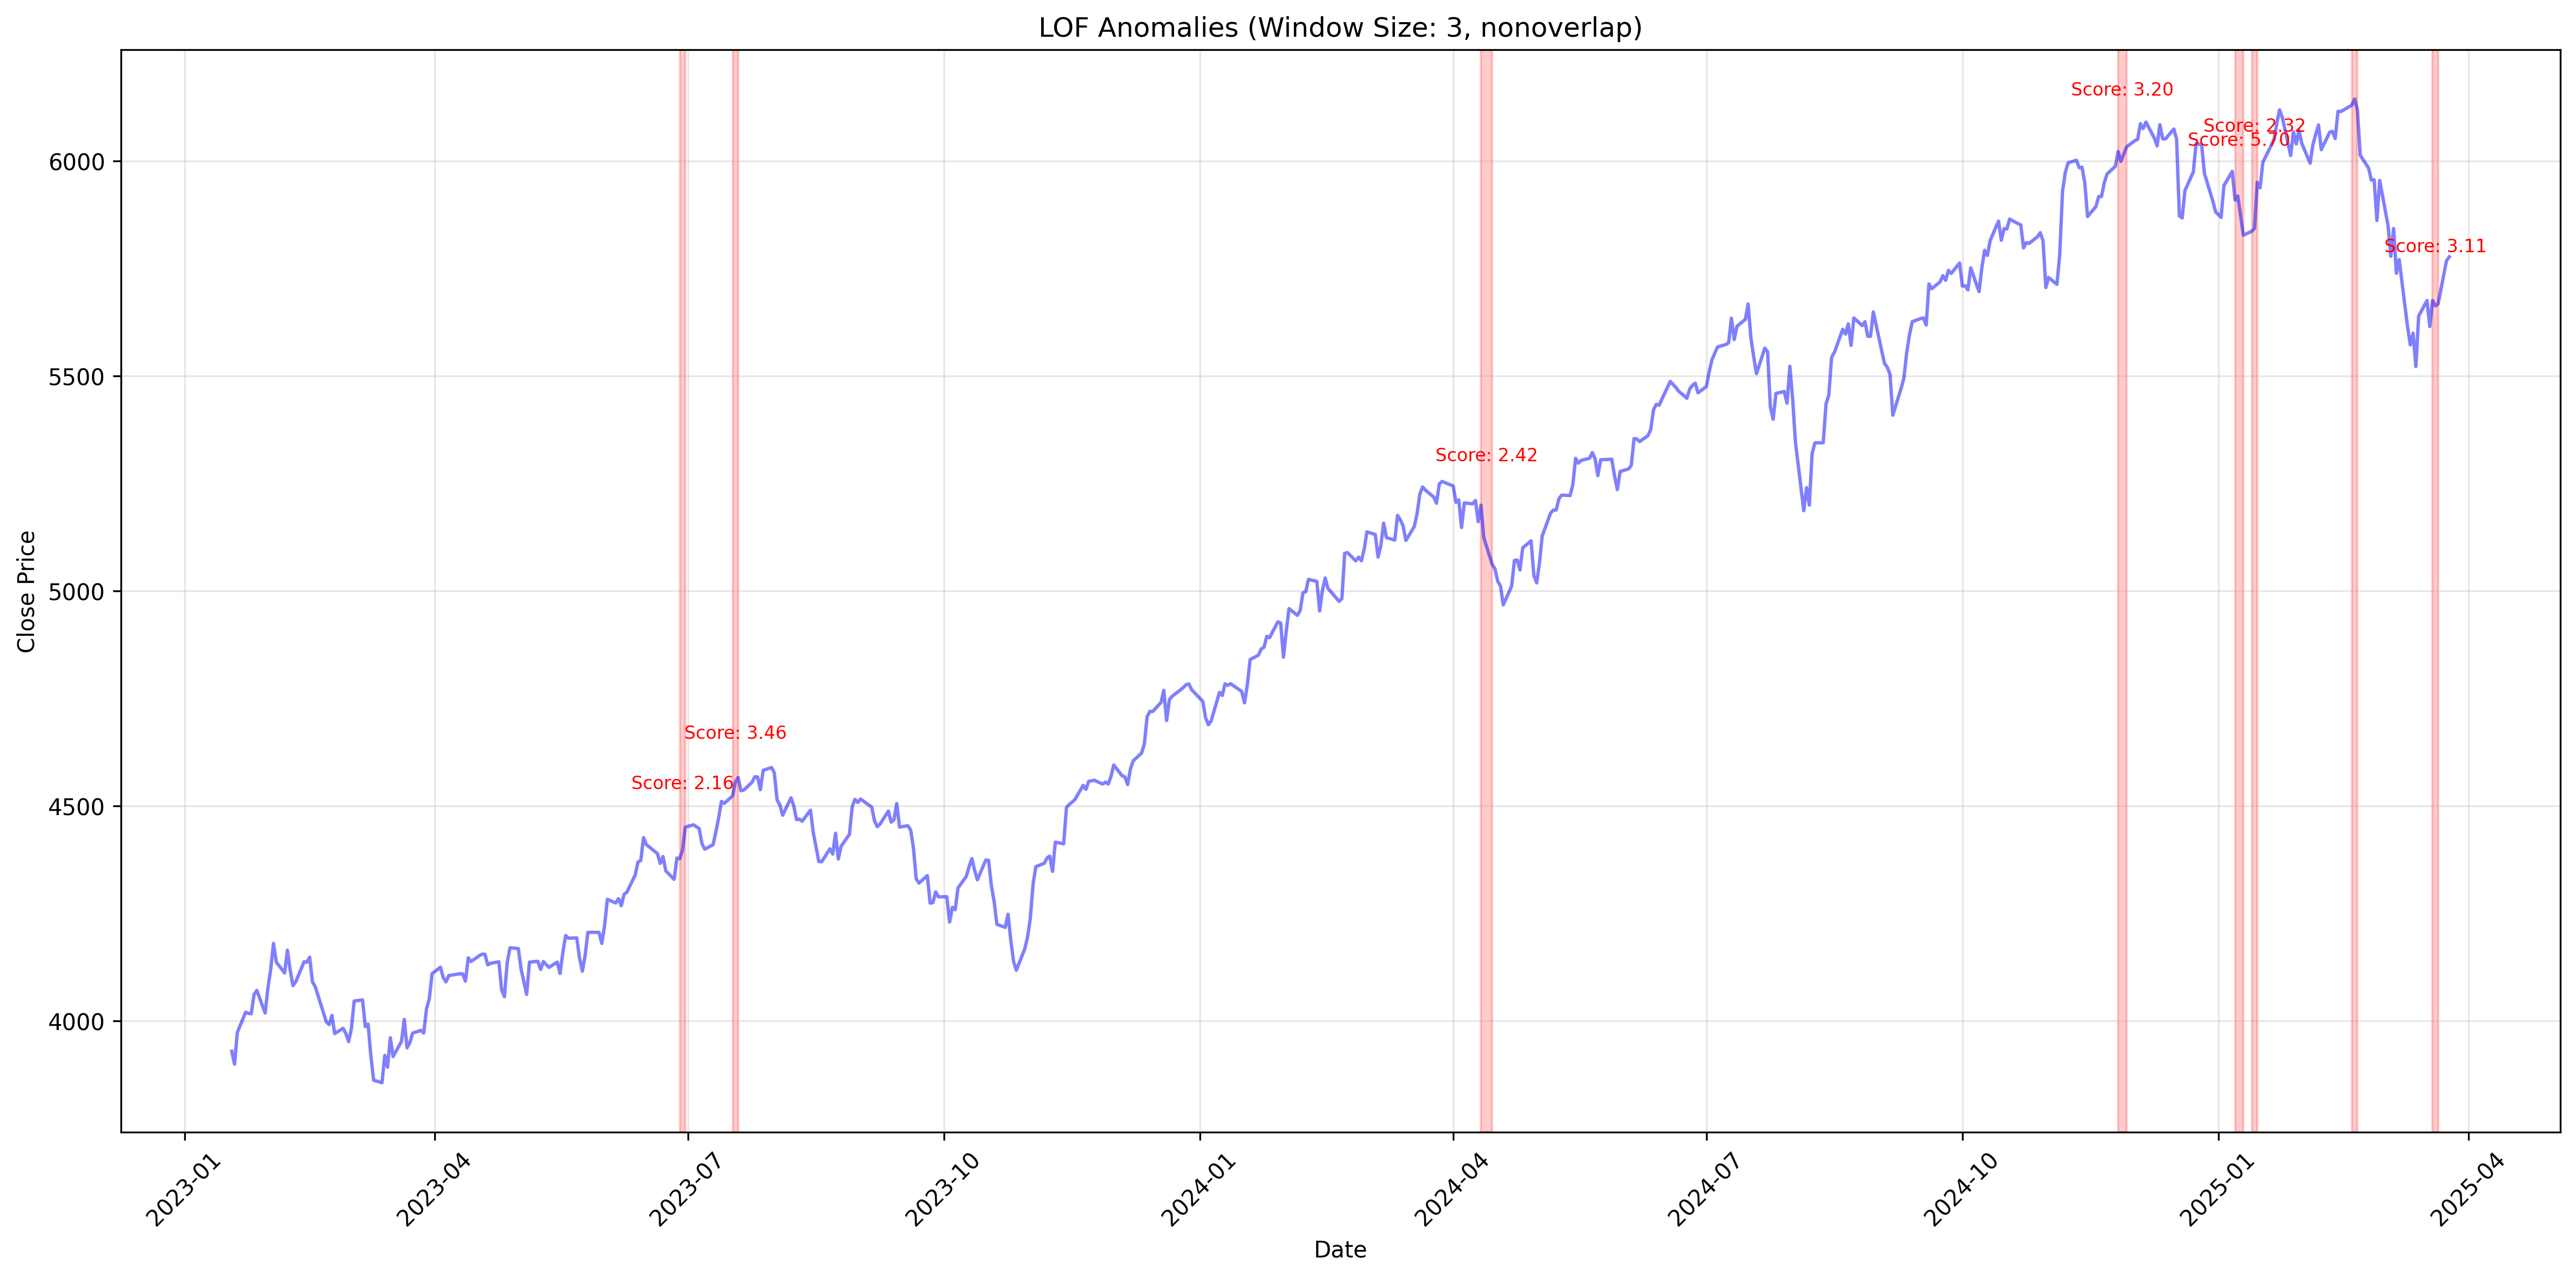 LOF Anomalies (Window Size: 3, nonoverlap)
Score: 3.20
Score: 2.32
Score: 5.70
Score: 3.11
Score: 2.42
Score: 3.46
Score: 2.16
Close Price
6000
5500
5000
4500
4000
2023-01
2023-04
2023-07
2023-10
2024-01
2024-04
2024-07
2024-10
2025-01
2025-04
Date